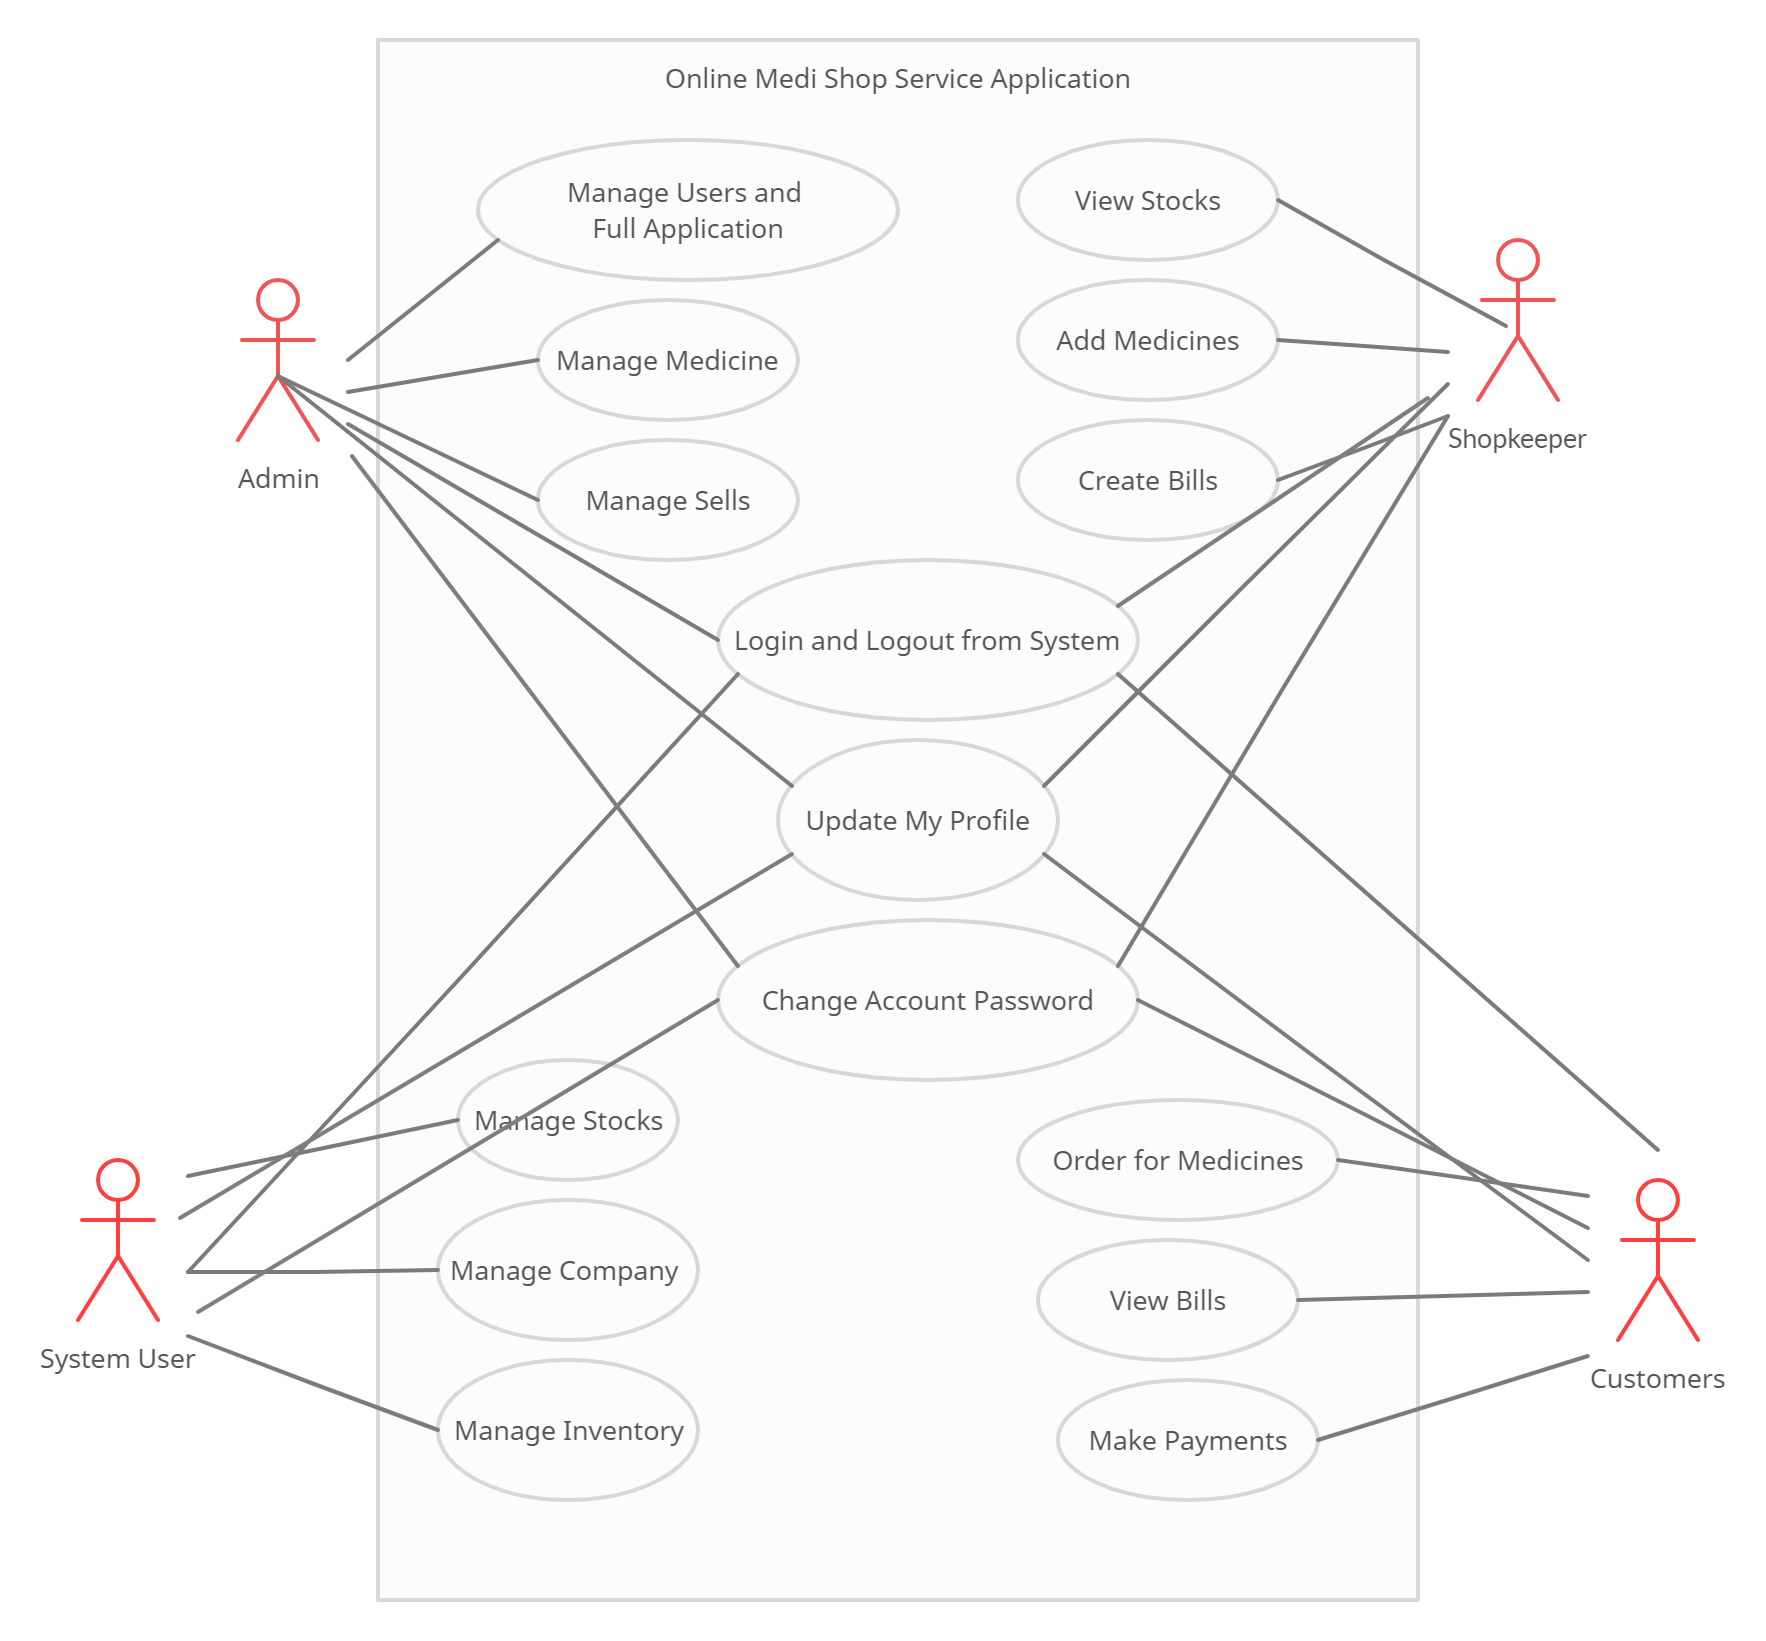 Online Medi Shop Service Application
Manage Users and
Full Application
View Stocks
Manage Medicine
Add Medicines
Admin
Shopkeeper
Manage Sells
Create Bills
Login and Logout from System
Update My Profile
Change Account Password
Manage Stocks
Order for Medicines
Manage Company
View Bills
System User
Customers
Manage Inventory
Make Payments